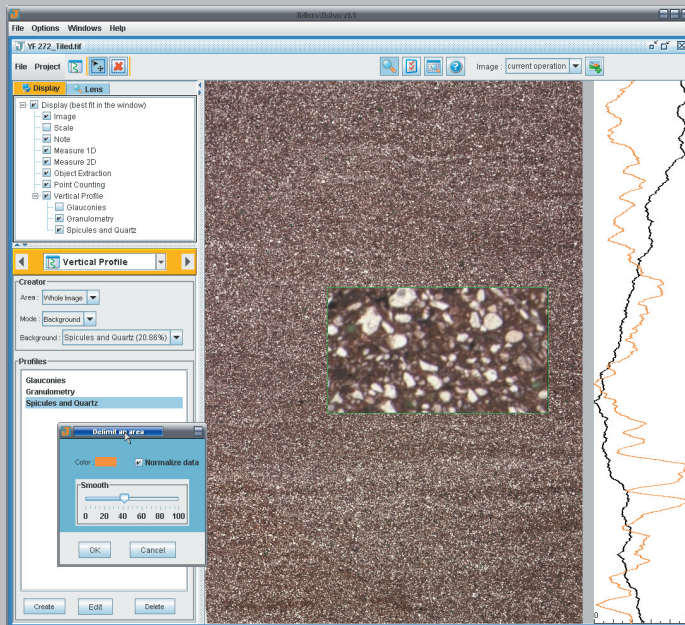 File Options Windows Help
YF 272_Tiled.tif
File Project
Image : current operation
Display Lens
Display (best fit in the window)
Image
Scale
Note
Measure 1D
Measure 2D
Object Extraction
Point Counting
Vertical Profile
Glauconies
Granulometry
Spicules and Quartz
Vertical Profile
Creator
Area : Whole Image
Mode : Background
Background : Spicules and Quartz (20.86%)
Profiles
Glauconies
Granulometry
Spicules and Quartz
Delimit an area
Color : Normalize data
Smooth
0 20 40 60 80 100
OK Cancel
Create Edit Delete
0